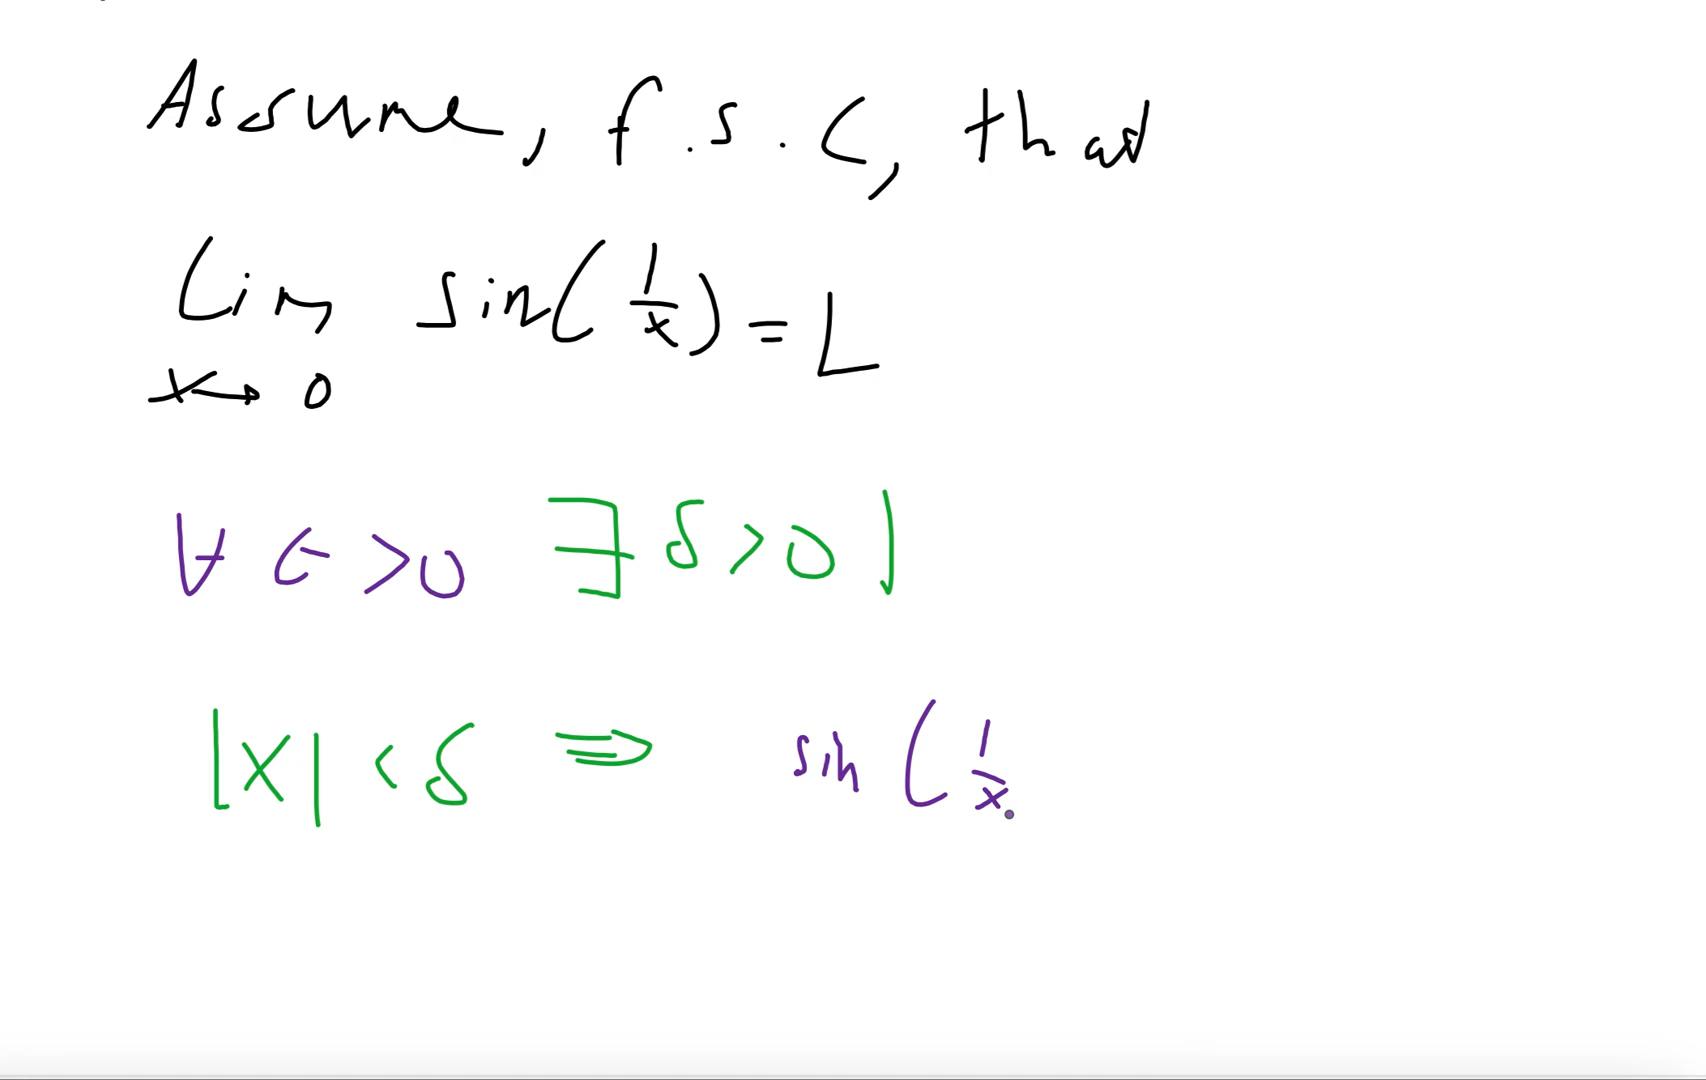 Assume, f.s.c, that
lim sin(1/x) = L
x→0
∀ ϵ >0 ∃ δ >0 )
|x| < δ ⇒ sin (1/x